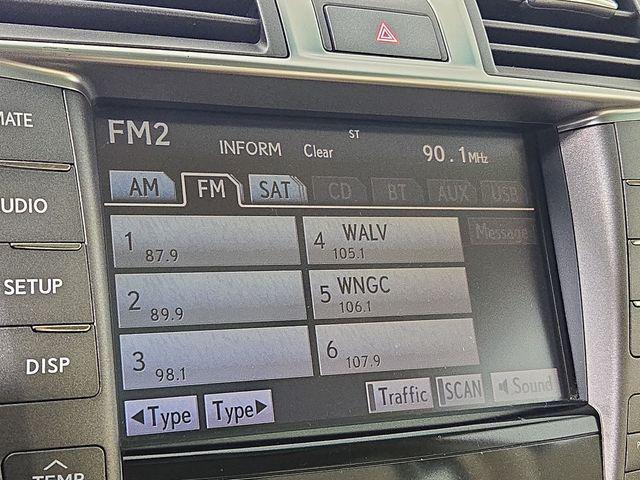 FM2
INFORM Clear ST 90.1MHz
AM FM SAT CD BT AUX USB
1 87.9
4 WALV 105.1
Message
2 89.9
5 WNGC 106.1
3 98.1
6 107.9
◄Type Type► Traffic SCAN Sound
MATE
UDIO
SETUP
DISP
TEMP